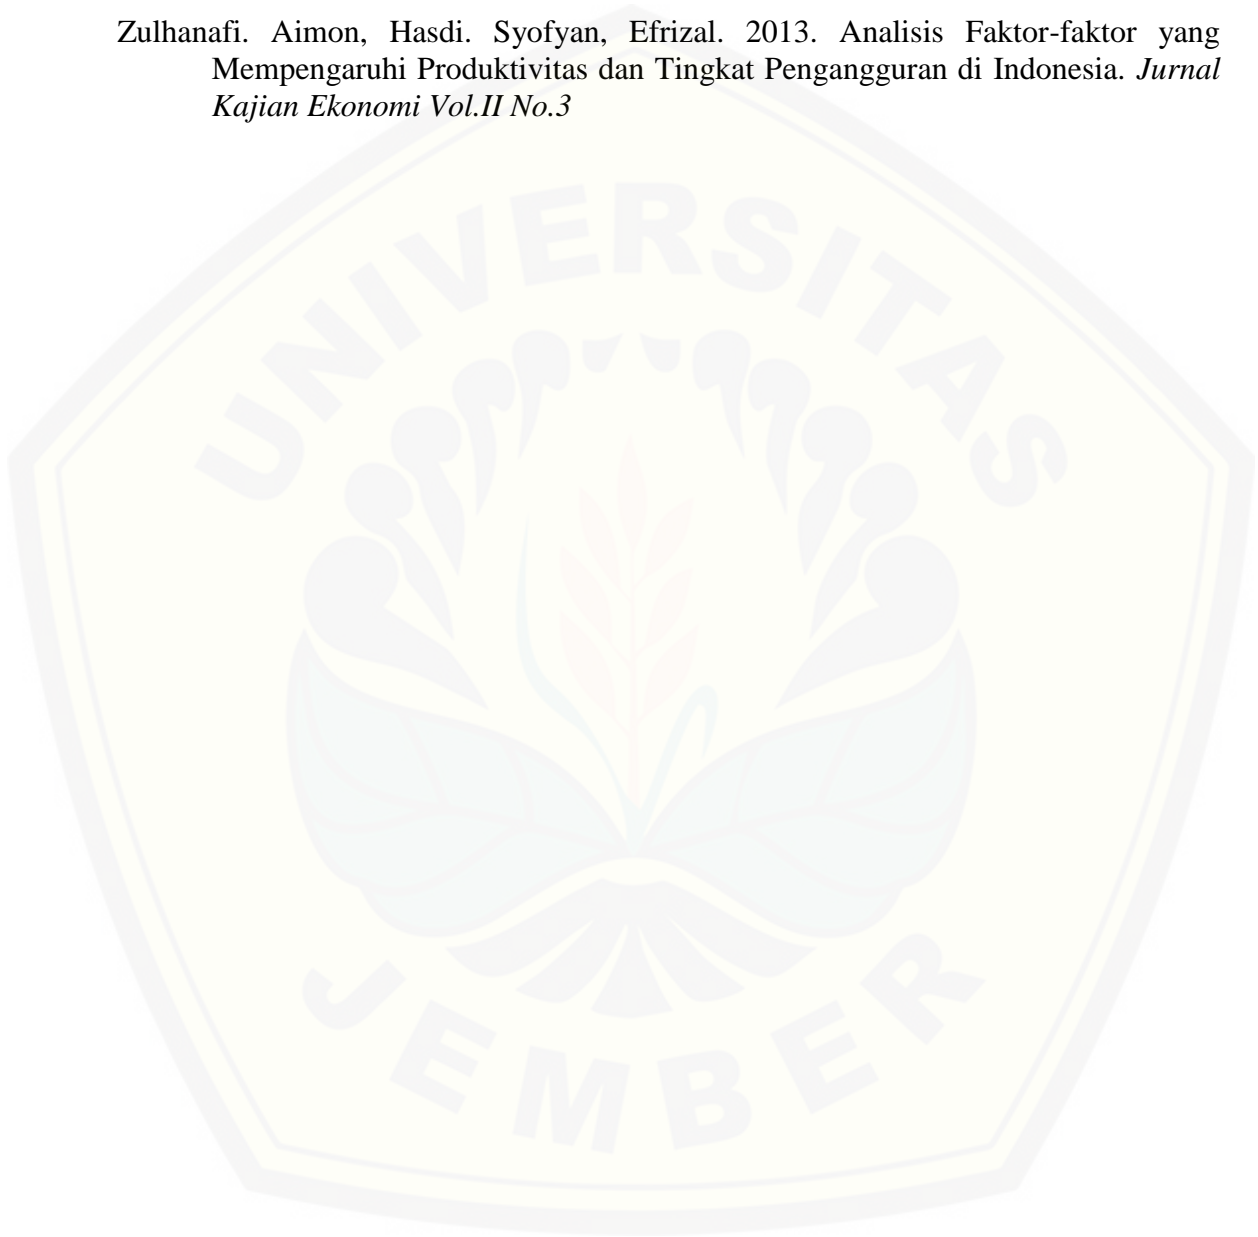 Zulhanafi. Aimon, Hasdi. Syofyan, Efrizal. 2013. Analisis Faktor-faktor yang
Mempengaruhi Produktivitas dan Tingkat Pengangguran di Indonesia. Jurnal
Kajian Ekonomi Vol.II No.3
UNIVERSITAS
JEMBER